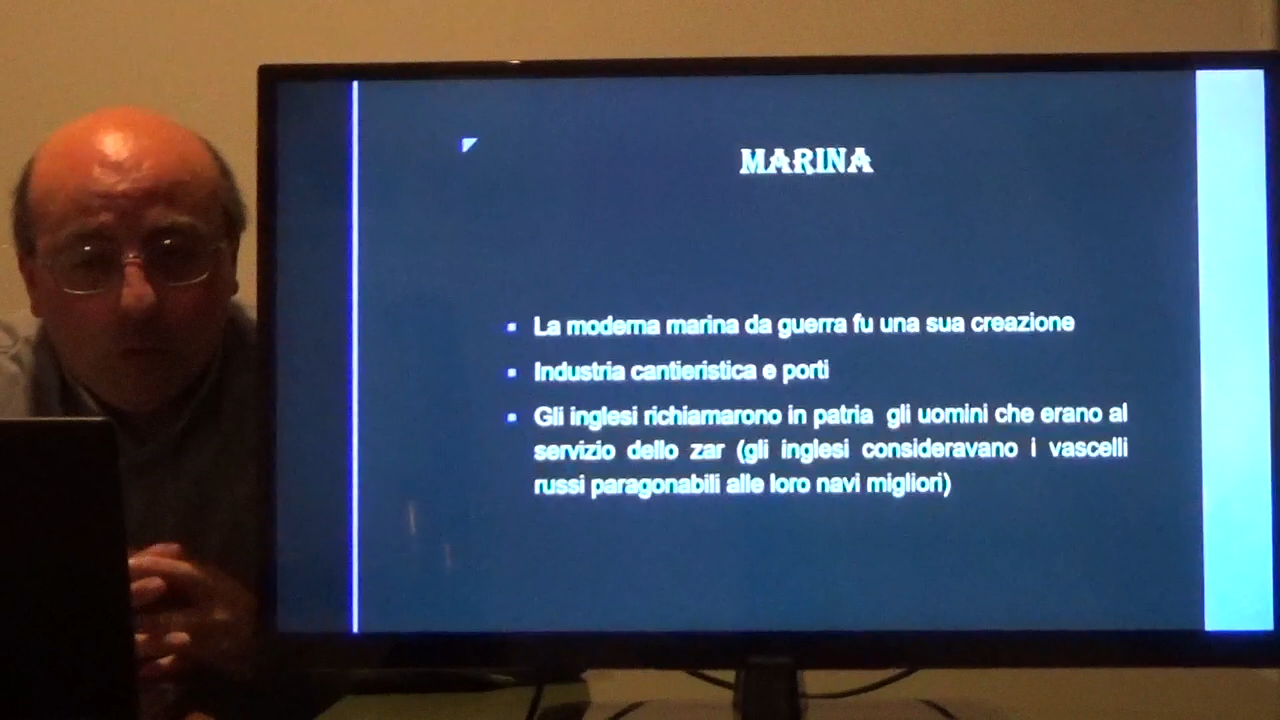 MARINA
▪ La moderna marina da guerra fu una sua creazione
▪ Industria cantieristica e porti
▪ Gli inglesi richiamarono in patria gli uomini che erano al
servizio dello zar (gli inglesi consideravano i vascelli
russi paragonabili alle loro navi migliori)